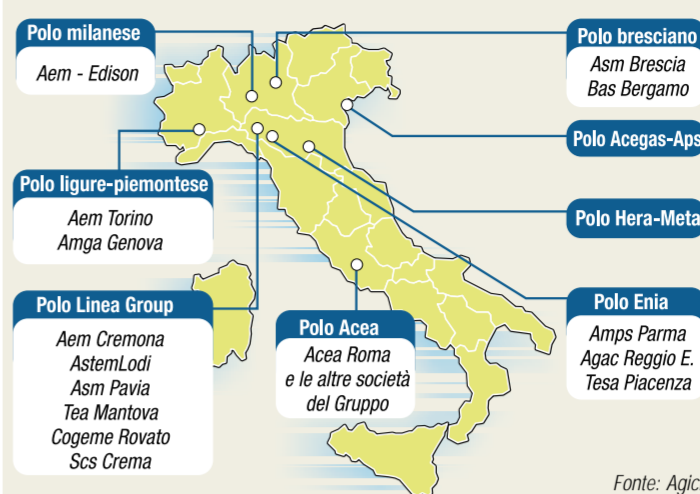 Polo milanese
Aem - Edison
Polo bresciano
Asm Brescia
Bas Bergamo
Polo Acegas-Aps
Polo ligure-piemontese
Aem Torino
Amga Genova
Polo Hera-Meta
Polo Linea Group
Aem Cremona
AstemLodi
Asm Pavia
Tea Mantova
Cogeme Rovato
Scs Crema
Polo Acea
Acea Roma
e le altre società
del Gruppo
Polo Enia
Amps Parma
Agac Reggio E.
Tesa Piacenza
Fonte: Agic